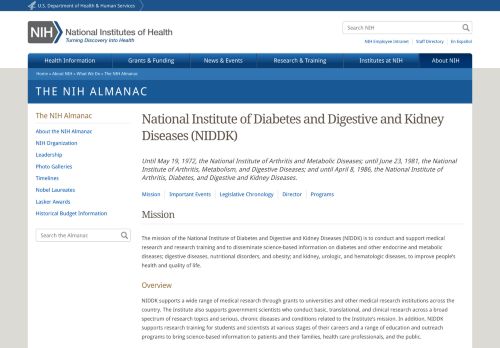 U.S. Department of Health & Human Services
NIH National Institutes of Health
Turning Discovery Into Health
Search NIH
NIH Employee Intranet | Staff Directory | En Español
Health Information
Grants & Funding
News & Events
Research & Training
Institutes at NIH
About NIH
Home » About NIH » What We Do » The NIH Almanac
THE NIH ALMANAC
The NIH Almanac
About the NIH Almanac
NIH Organization
Leadership
Photo Galleries
Timelines
Nobel Laureates
Lasker Awards
Historical Budget Information
Search the Almanac
National Institute of Diabetes and Digestive and Kidney
Diseases (NIDDK)
Until May 19, 1972, the National Institute of Arthritis and Metabolic Diseases; until June 23, 1981, the National
Institute of Arthritis, Metabolism, and Digestive Diseases; and until April 8, 1986, the National Institute of
Arthritis, Diabetes, and Digestive and Kidney Diseases.
Mission | Important Events | Legislative Chronology | Director | Programs
Mission
The mission of the National Institute of Diabetes and Digestive and Kidney Diseases (NIDDK) is to conduct and support medical
research and research training and to disseminate science-based information on diabetes and other endocrine and metabolic
diseases; digestive diseases, nutritional disorders, and obesity; and kidney, urologic, and hematologic diseases, to improve people's
health and quality of life.
Overview
NIDDK supports a wide range of medical research through grants to universities and other medical research institutions across the
country. The Institute also supports government scientists who conduct basic, translational, and clinical research across a broad
spectrum of research topics and serious, chronic diseases and conditions related to the Institute's mission. In addition, NIDDK
supports research training for students and scientists at various stages of their careers and a range of education and outreach
programs to bring science-based information to patients and their families, health care professionals, and the public.